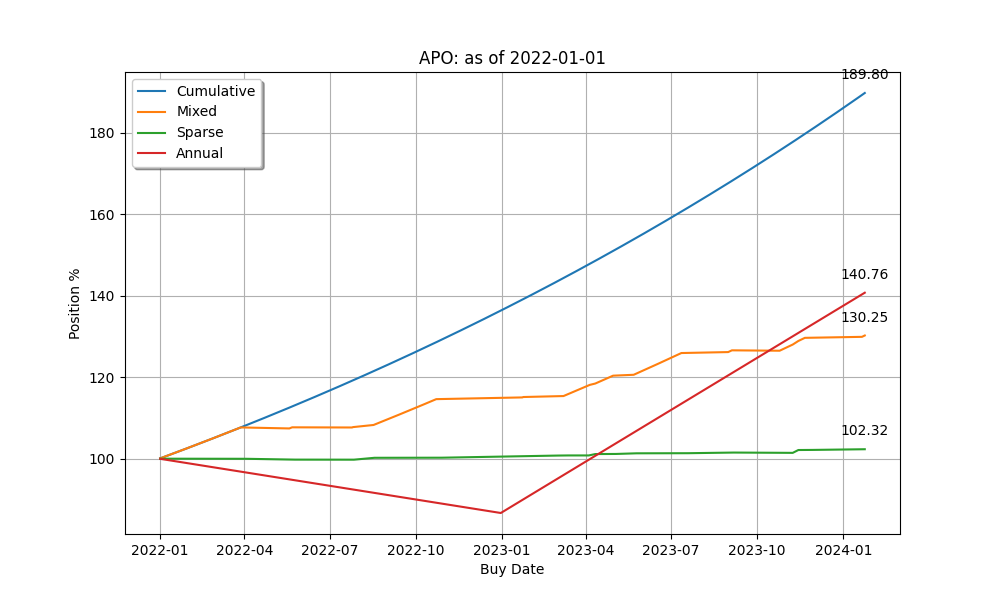 APO: as of 2022-01-01
189.80
Cumulative
Mixed
Sparse
Annual
180
160
140.76
140
130.25
120
102.32
100
Position %
2022-01 2022-04 2022-07 2022-10 2023-01 2023-04 2023-07 2023-10 2024-01
Buy Date